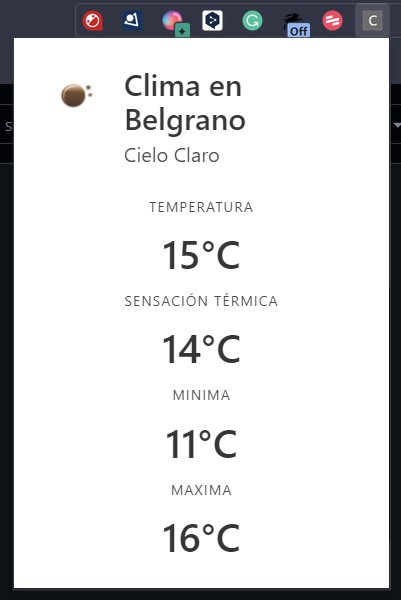 Off
C
S
Clima en
Belgrano
Cielo Claro
TEMPERATURA
15°C
SENSACIÓN TÉRMICA
14°C
MINIMA
11°C
MAXIMA
16°C